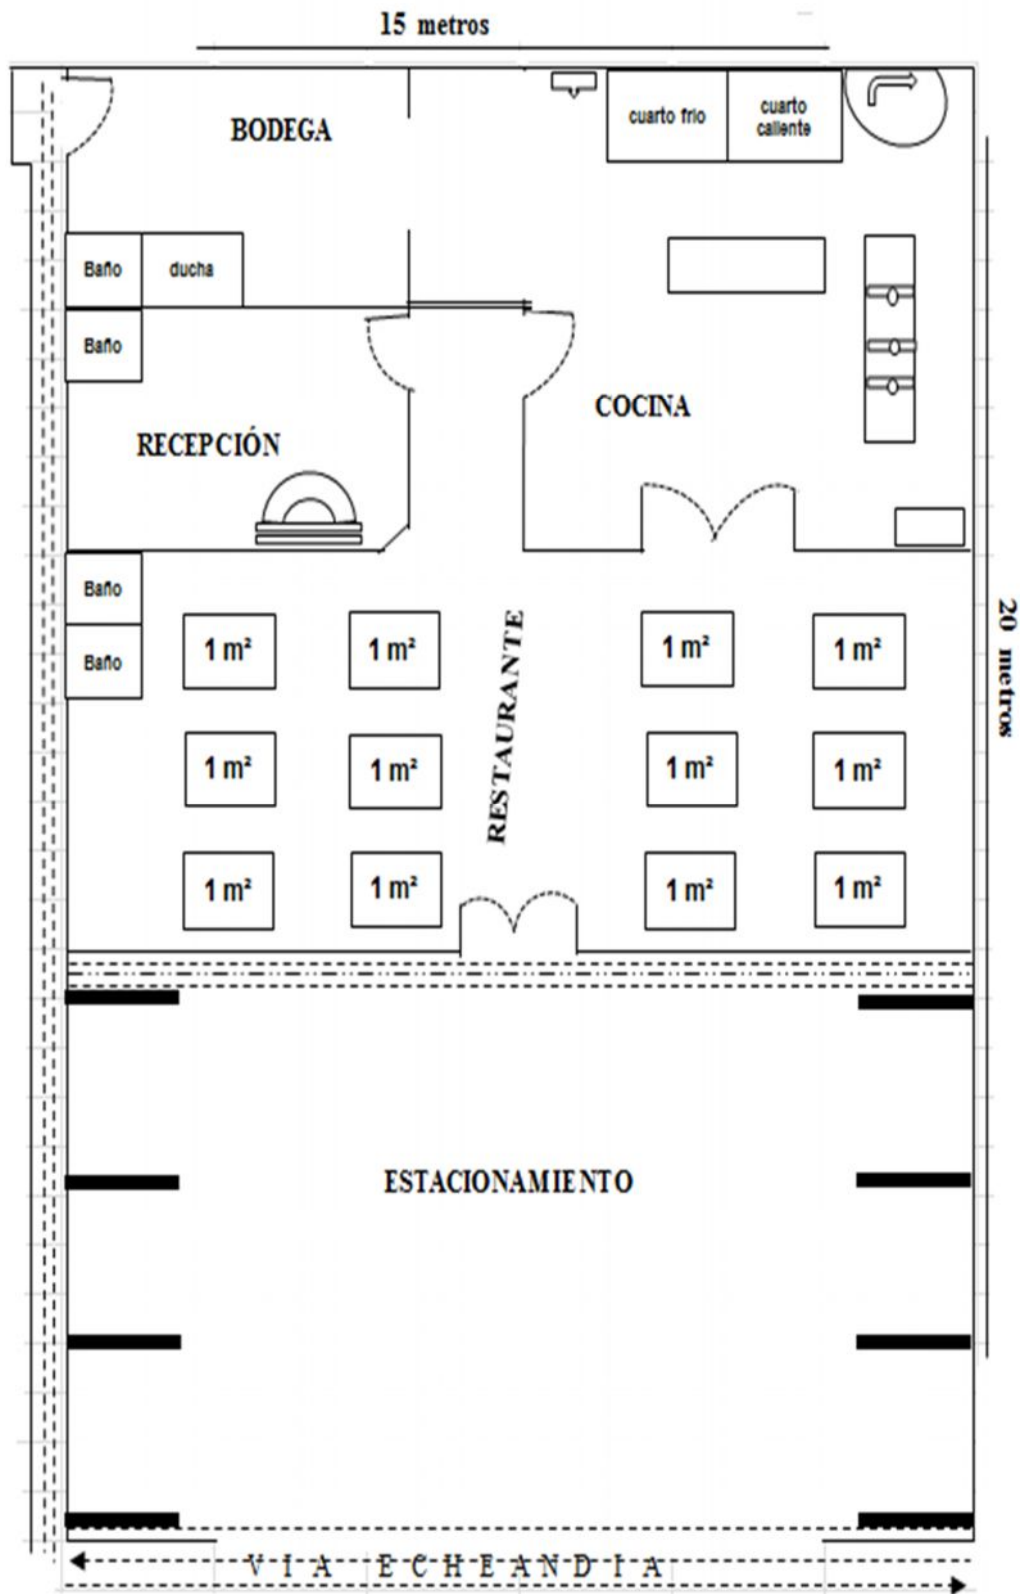 15 metros
BODEGA
cuarto frio
cuarto
caliente
Baño
ducha
Baño
COCINA
RECEPCIÓN
Baño
Baño
1 m²
1 m²
1 m²
1 m²
20 metros
RESTAURANTE
1 m²
1 m²
1 m²
1 m²
1 m²
1 m²
1 m²
1 m²
ESTACIONAMIENTO
VIA ECHEANDIA